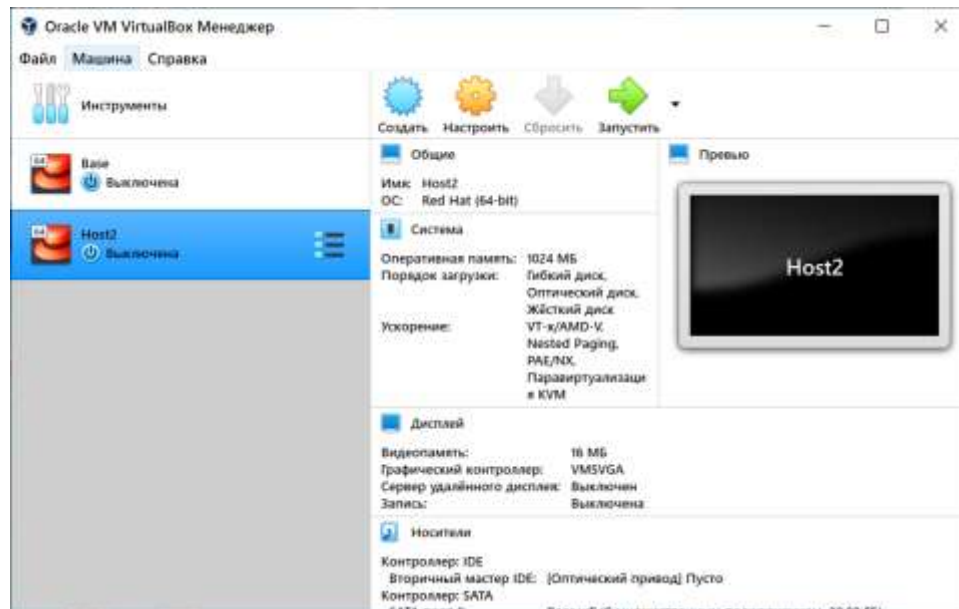 Oracle VM VirtualBox Менеджер
Файл Машина Справка
Инструменты
Создать Настроить Сбросить Запустить
64
Base
Выключена
64
Host2
Выключена
Общие
Имя: Host2
ОС: Red Hat (64-bit)
Превью
Host2
Система
Оперативная память: 1024 МБ
Порядок загрузки: Гибкий диск,
Оптический диск,
Жёсткий диск
Ускорение: VT-x/AMD-V,
Nested Paging,
PAE/NX,
Паравиртуализаци
я KVM
Дисплей
Видеопамять: 16 МБ
Графический контроллер: VMSVGA
Сервер удалённого дисплея: Выключен
Запись: Выключена
Носители
Контроллер: IDE
Вторичный мастер IDE: [Оптический привод] Пусто
Контроллер: SATA